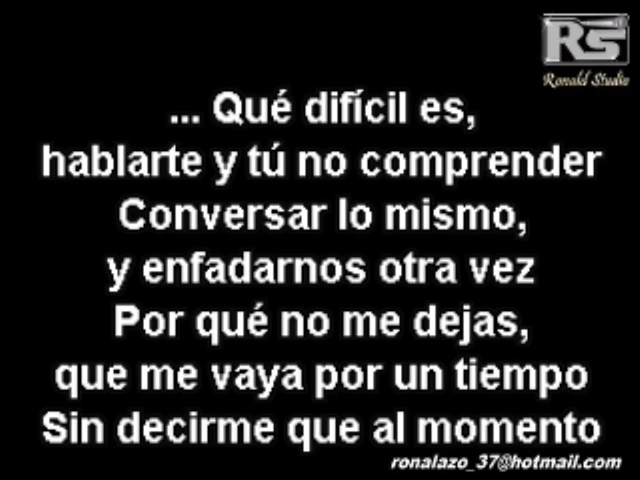 RS
Ronald Studio
... Qué difícil es,
hablarte y tú no comprender
Conversar lo mismo,
y enfadarnos otra vez
Por qué no me dejas,
que me vaya por un tiempo
Sin decirme que al momento
ronalazo_37@hotmail.com